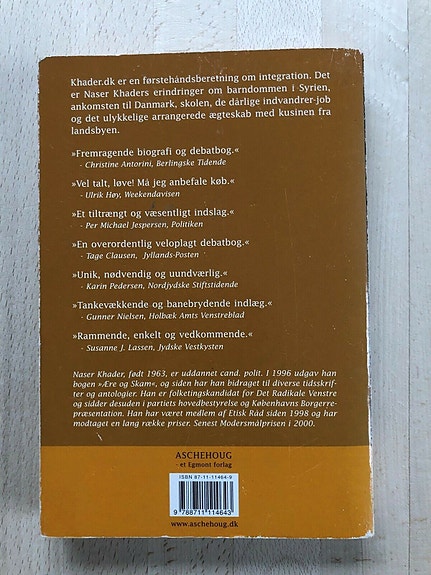 Khader.dk er en førstehåndsberetning om integration. Det
er Naser Khaders erindringer om barndommen i Syrien,
ankomsten til Danmark, skolen, de dårlige indvandrer-job
og det ulykkelige arrangerede ægteskab med kusinen fra
landsbyen.
»Fremragende biografi og debatbog.«
- Christine Antorini, Berlingske Tidende
»Vel talt, løve! Må jeg anbefale køb.«
- Ulrik Høy, Weekendavisen
»Et tiltrængt og væsentligt indslag.«
- Per Michael Jespersen, Politiken
»En overordentlig veloplagt debatbog.«
- Tage Clausen, Jyllands-Posten
»Unik, nødvendig og uundværlig.«
- Karin Pedersen, Nordjydske Stiftstidende
»Tankevækkende og banebrydende indlæg.«
- Gunner Nielsen, Holbæk Amts Venstreblad
»Rammende, enkelt og vedkommende.«
- Susanne J. Lassen, Jydske Vestkysten
Naser Khader, født 1963, er uddannet cand. polit. I 1996 udgav han
bogen »Ære og Skam«, og siden har han bidraget til diverse tidsskrif-
ter og antologier. Han er folketingskandidat for Det Radikale Venstre
og sidder desuden i partiets hovedbestyrelse og Københavns Borgerre-
præsentation. Han har været medlem af Etisk Råd siden 1998 og har
modtaget en lang række priser. Senest Modersmålprisen i 2000.
ASCHEHOUG
- et Egmont forlag
ISBN 87-11-11464-9
9 788711 114643
www.aschehoug.dk